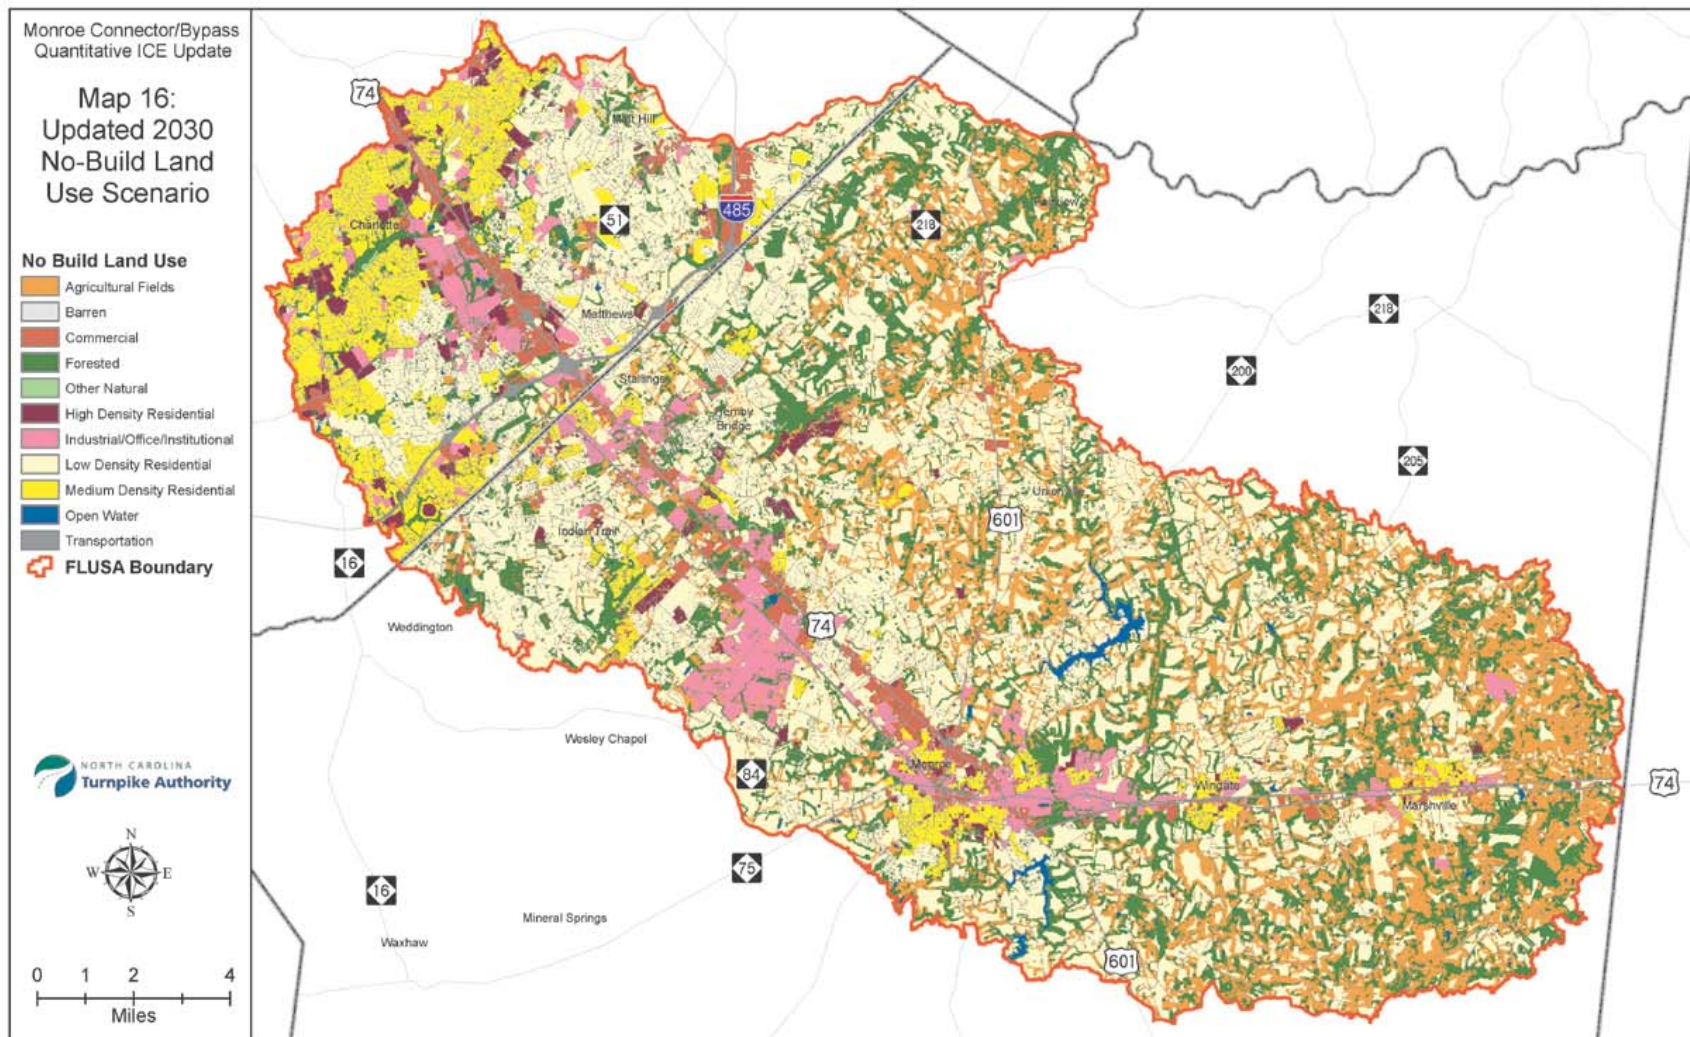 Monroe Connector/Bypass
Quantitative ICE Update
Map 16:
Updated 2030
No-Build Land
Use Scenario
No Build Land Use
Agricultural Fields
Barren
Commercial
Forested
Other Natural
High Density Residential
Industrial/Office/Institutional
Low Density Residential
Medium Density Residential
Open Water
Transportation
FLUSA Boundary
NORTH CAROLINA
Turnpike Authority
N
W E
S
0 1 2 4
Miles
74
Mint Hill
485
51
218
Fairview
Charlotte
218
Matthews
200
Stallings
Hemby
Bridge
205
Unionville
601
Indian Trail
16
Weddington
74
Wesley Chapel
84
Monroe
Wingate
Marshville
74
75
16
Mineral Springs
Waxhaw
601